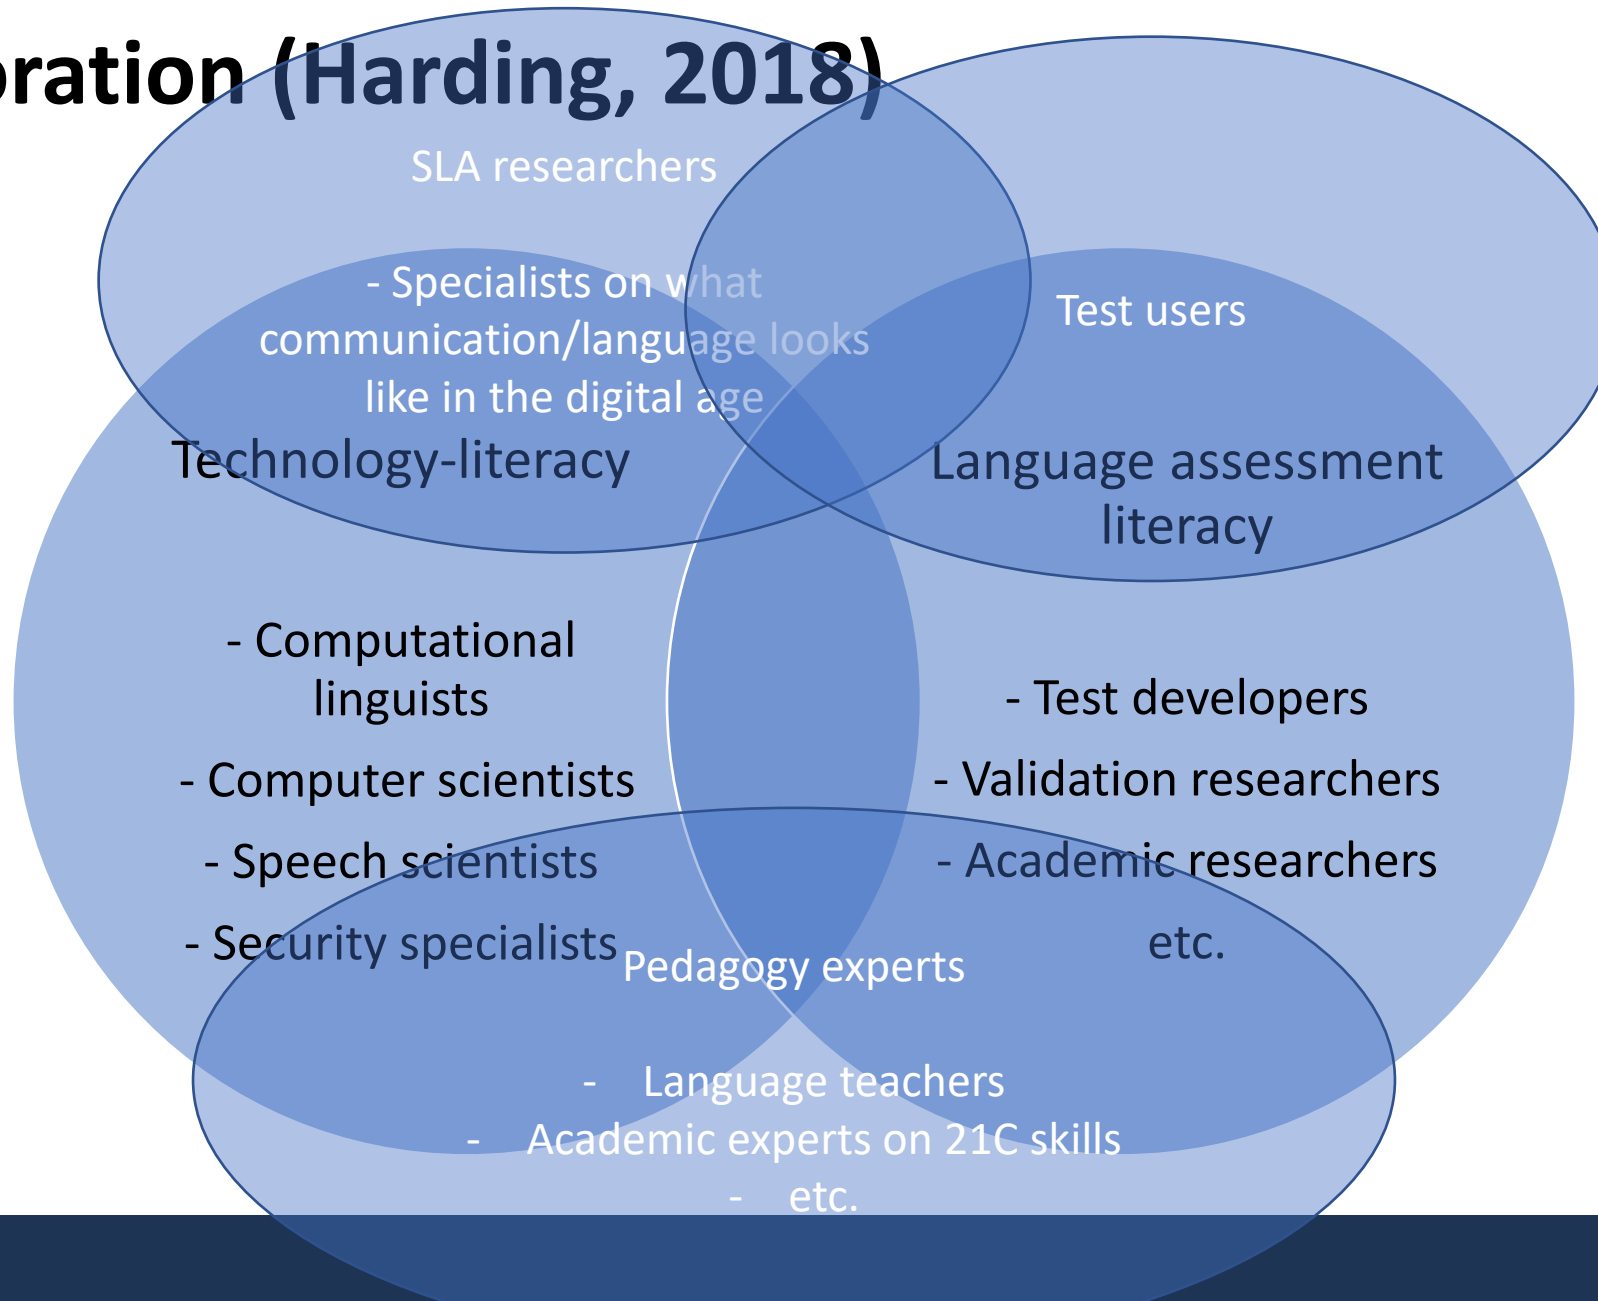 (Harding, 2018)
SLA researchers
- Specialists on what
communication/language looks
like in the digital age
Technology-literacy
- Computational
linguists
- Computer scientists
- Speech scientists
- Security specialists
Test users
Language assessment
literacy
- Test developers
- Validation researchers
- Academic researchers
etc.
Pedagogy experts
- Language teachers
- Academic experts on 21C skills
- etc.